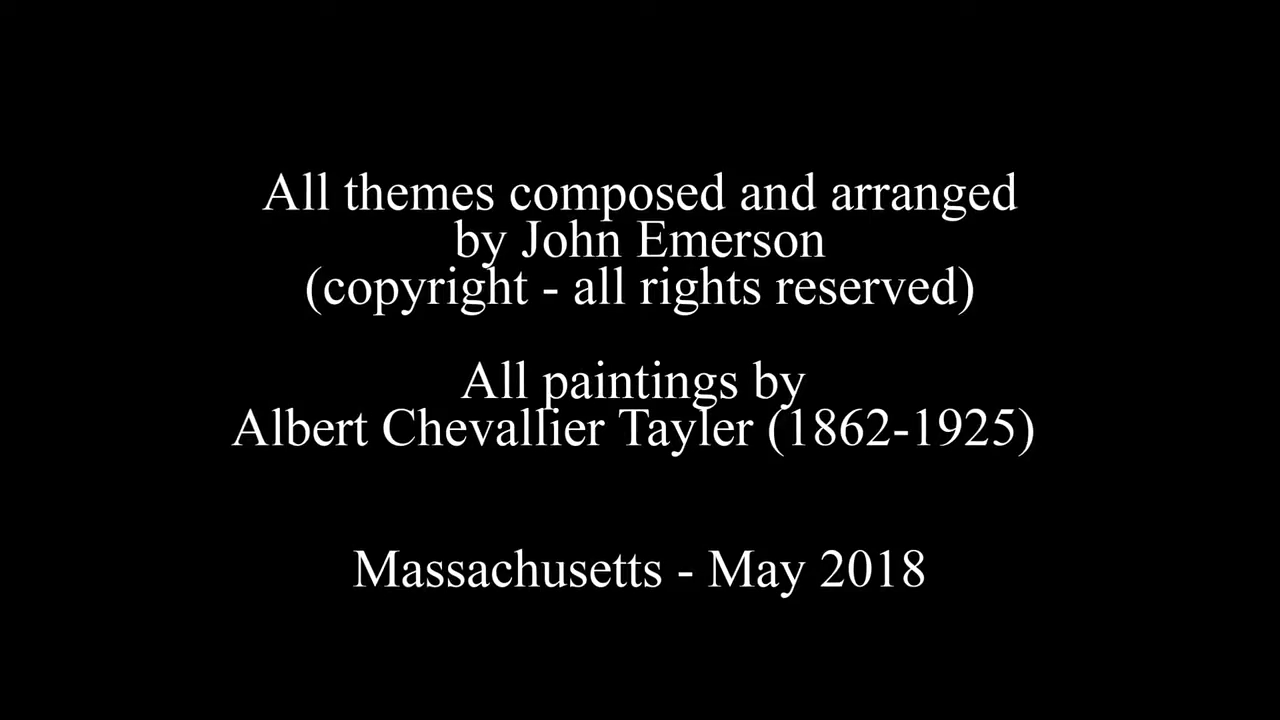 All themes composed and arranged
by John Emerson
(copyright - all rights reserved)
All paintings by
Albert Chevallier Tayler (1862-1925)
Massachusetts - May 2018